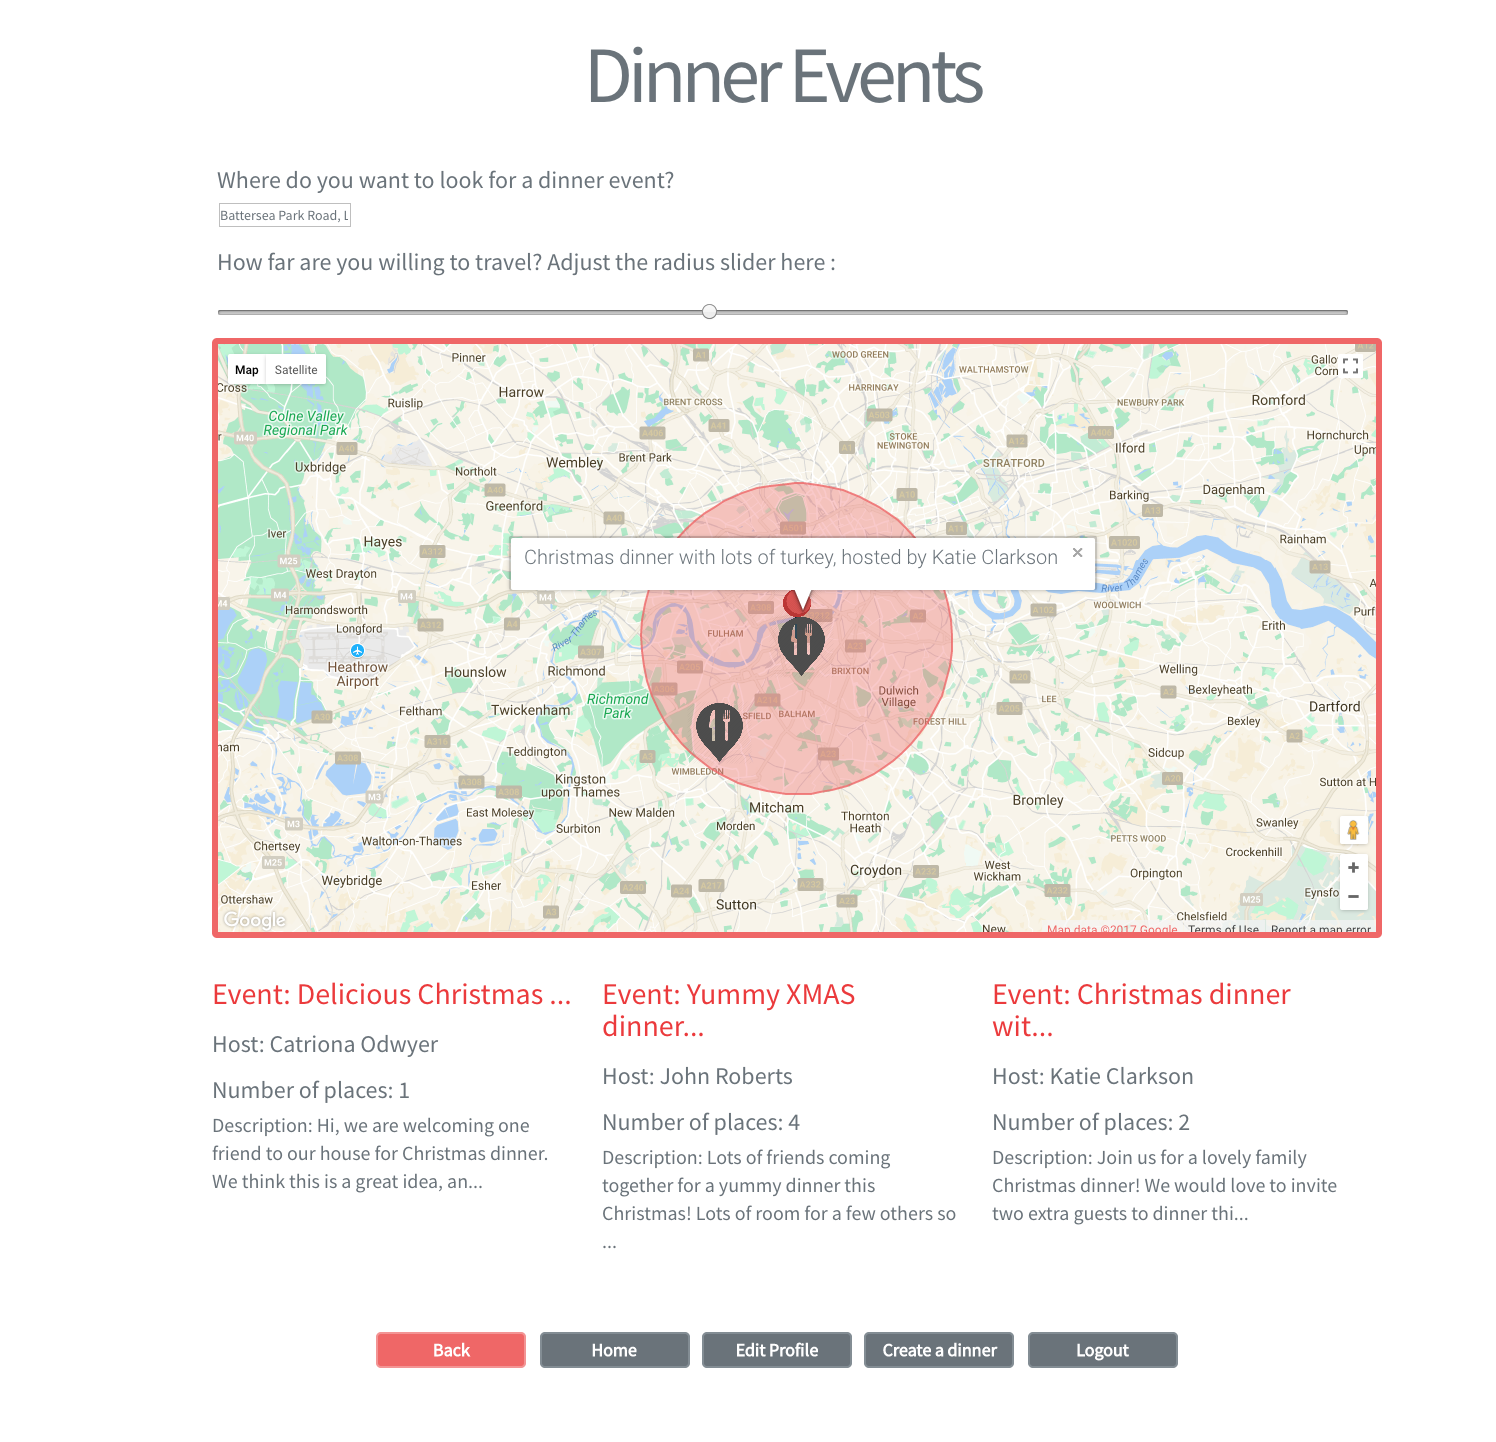 Dinner Events
Where do you want to look for a dinner event?
Battersea Park Road, L
How far are you willing to travel? Adjust the radius slider here :
Map Satellite
Pinner
WOOD GREEN
WALTHAMSTOW
Cross
Harrow
HARRINGAY
Romford
Ruislip
BRENT CROSS
NEWBURY PARK
Colne Valley
Regional Park
STOKE
NEWINGTON
Hornchurch
Uxbridge
Northolt
Wembley
Brent Park
STRATFORD
Ilford
Greenford
Barking
Dagenham
Iver
Hayes
Rainham
Christmas dinner with lots of turkey, hosted by Katie Clarkson
West Drayton
River Thames
Harmondsworth
WOOLWICH
Longford
River Thames
FULHAM
Erith
Heathrow
Airport
Hounslow
Richmond
BRIXTON
Welling
Bexleyheath
Richmond
Park
Dulwich
Village
LEE
Feltham
Twickenham
SFIELD
BALHAM
FOREST HILL
Bexley
Dartford
Teddington
Sidcup
WIMBLEDON
Kingston
upon Thames
Sutton at H
East Molesey
New Malden
Mitcham
Bromley
Surbiton
Morden
Thornton
Heath
Swanley
Walton-on-Thames
PETTS WOOD
Chertsey
Crockenhill
Weybridge
Esher
Croydon
West
Wickham
Orpington
Eynsfo
Ottershaw
Sutton
Chelsfield
Google
New
Map data ©2017 Google Terms of Use Report a map error
Event: Delicious Christmas ...
Host: Catriona Odwyer
Number of places: 1
Description: Hi, we are welcoming one
friend to our house for Christmas dinner.
We think this is a great idea, an...
Event: Yummy XMAS
dinner...
Host: John Roberts
Number of places: 4
Description: Lots of friends coming
together for a yummy dinner this
Christmas! Lots of room for a few others so
...
Event: Christmas dinner
wit...
Host: Katie Clarkson
Number of places: 2
Description: Join us for a lovely family
Christmas dinner! We would love to invite
two extra guests to dinner thi...
Back
Home
Edit Profile
Create a dinner
Logout